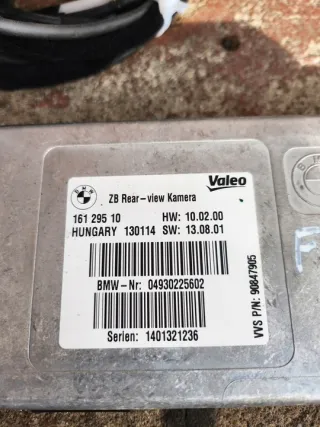 BMW
Valeo
ZB Rear-view Kamera
161 295 10 HW: 10.02.00
HUNGARY 130114 SW: 13.08.01
BMW-Nr: 04930225602
Serien: 1401321236
VVS P/N: 90847905